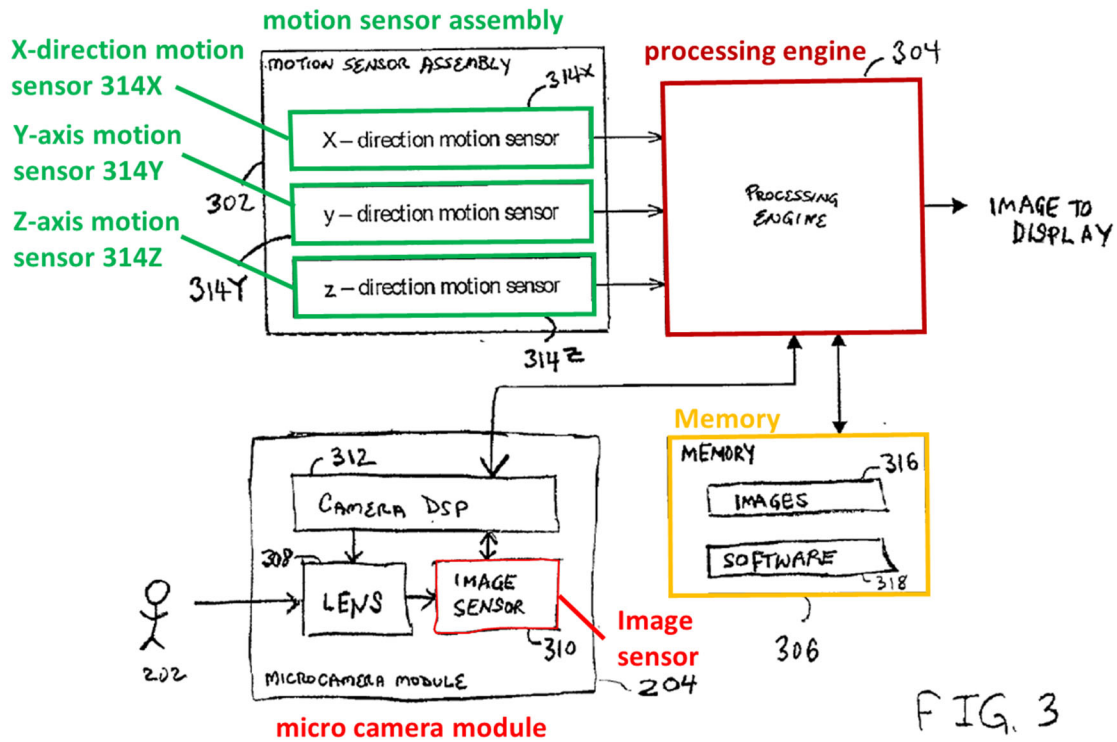 motion sensor assembly
X-direction motion
sensor 314X
Y-axis motion
sensor 314Y
Z-axis motion
sensor 314Z
MOTION SENSOR ASSEMBLY
314X
X – direction motion sensor
y – direction motion sensor
z – direction motion sensor
302
314Y
314Z
processing engine
304
PROCESSING
ENGINE
IMAGE TO
DISPLAY
Memory
MEMORY
316
IMAGES
SOFTWARE
318
306
312
CAMERA DSP
308
LENS
IMAGE
SENSOR
310
Image
sensor
202
MICROCAMERA MODULE
204
micro camera module
FIG. 3